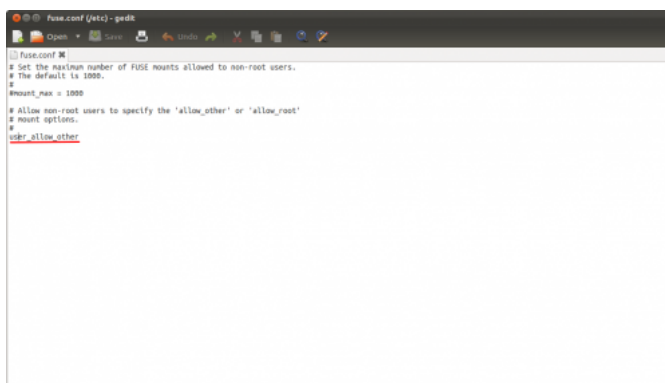 fuse.conf (/etc) - gedit
Open Save Undo
fuse.conf
# Set the maximum number of FUSE mounts allowed to non-root users.
# The default is 1000.
#
#mount_max = 1000
# Allow non-root users to specify the 'allow_other' or 'allow_root'
# mount options.
#
user_allow_other